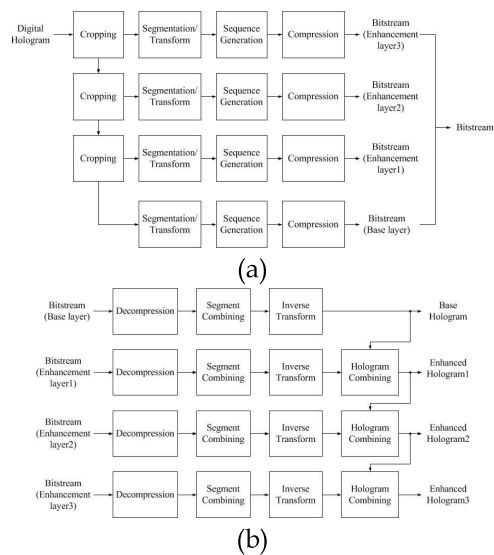 Digital
Hologram
Cropping
Segmentation/
Transform
Sequence
Generation
Compression
Bitstream
(Enhancement
layer3)
Cropping
Segmentation/
Transform
Sequence
Generation
Compression
Bitstream
(Enhancement
layer2)
Bitstream
Cropping
Segmentation/
Transform
Sequence
Generation
Compression
Bitstream
(Enhancement
layer1)
Segmentation/
Transform
Sequence
Generation
Compression
Bitstream
(Base layer)
(a)
Bitstream
(Base layer)
Decompression
Segment
Combining
Inverse
Transform
Base
Hologram
Bitstream
(Enhancement
layer1)
Decompression
Segment
Combining
Inverse
Transform
Hologram
Combining
Enhanced
Hologram1
Bitstream
(Enhancement
layer2)
Decompression
Segment
Combining
Inverse
Transform
Hologram
Combining
Enhanced
Hologram2
Bitstream
(Enhancement
layer3)
Decompression
Segment
Combining
Inverse
Transform
Hologram
Combining
Enhanced
Hologram3
(b)